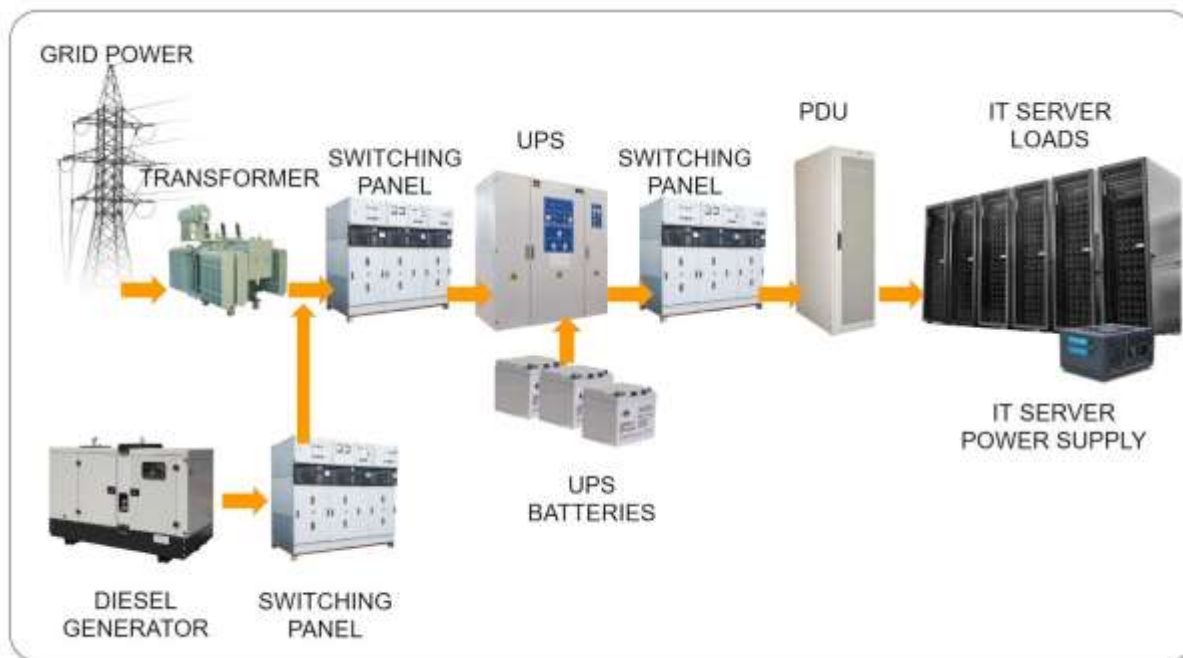 GRID POWER
TRANSFORMER
SWITCHING
PANEL
UPS
SWITCHING
PANEL
PDU
IT SERVER
LOADS
IT SERVER
POWER SUPPLY
UPS
BATTERIES
DIESEL
GENERATOR
SWITCHING
PANEL